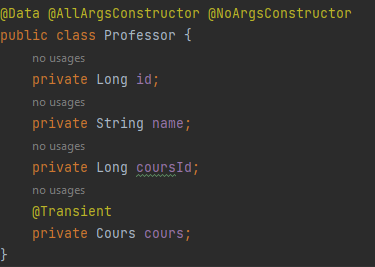 @Data @AllArgsConstructor @NoArgsConstructor
public class Professor {
no usages
private Long id;
no usages
private String name;
no usages
private Long coursId;
no usages
@Transient
private Cours cours;
}